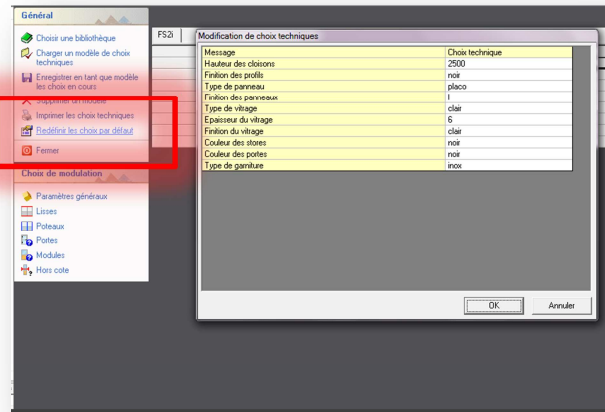 Général
Choisir une bibliothèque
Charger un modèle de choix
techniques
Enregistrer en tant que modèle
les choix en cours
Supprimer un modèle
Imprimer les choix techniques
Redéfinir les choix par défaut
Fermer
Choix de modulation
Paramètres généraux
Lisses
Poteaux
Portes
Modules
Hors cote
FS2i
Modification de choix techniques
Message Choix technique
Hauteur des cloisons 2500
Finition des profils noir
Type de panneau placo
Finition des panneaux l
Type de vitrage clair
Epaisseur du vitrage 6
Finition du vitrage clair
Couleur des stores noir
Couleur des portes noir
Type de garniture inox
OK Annuler